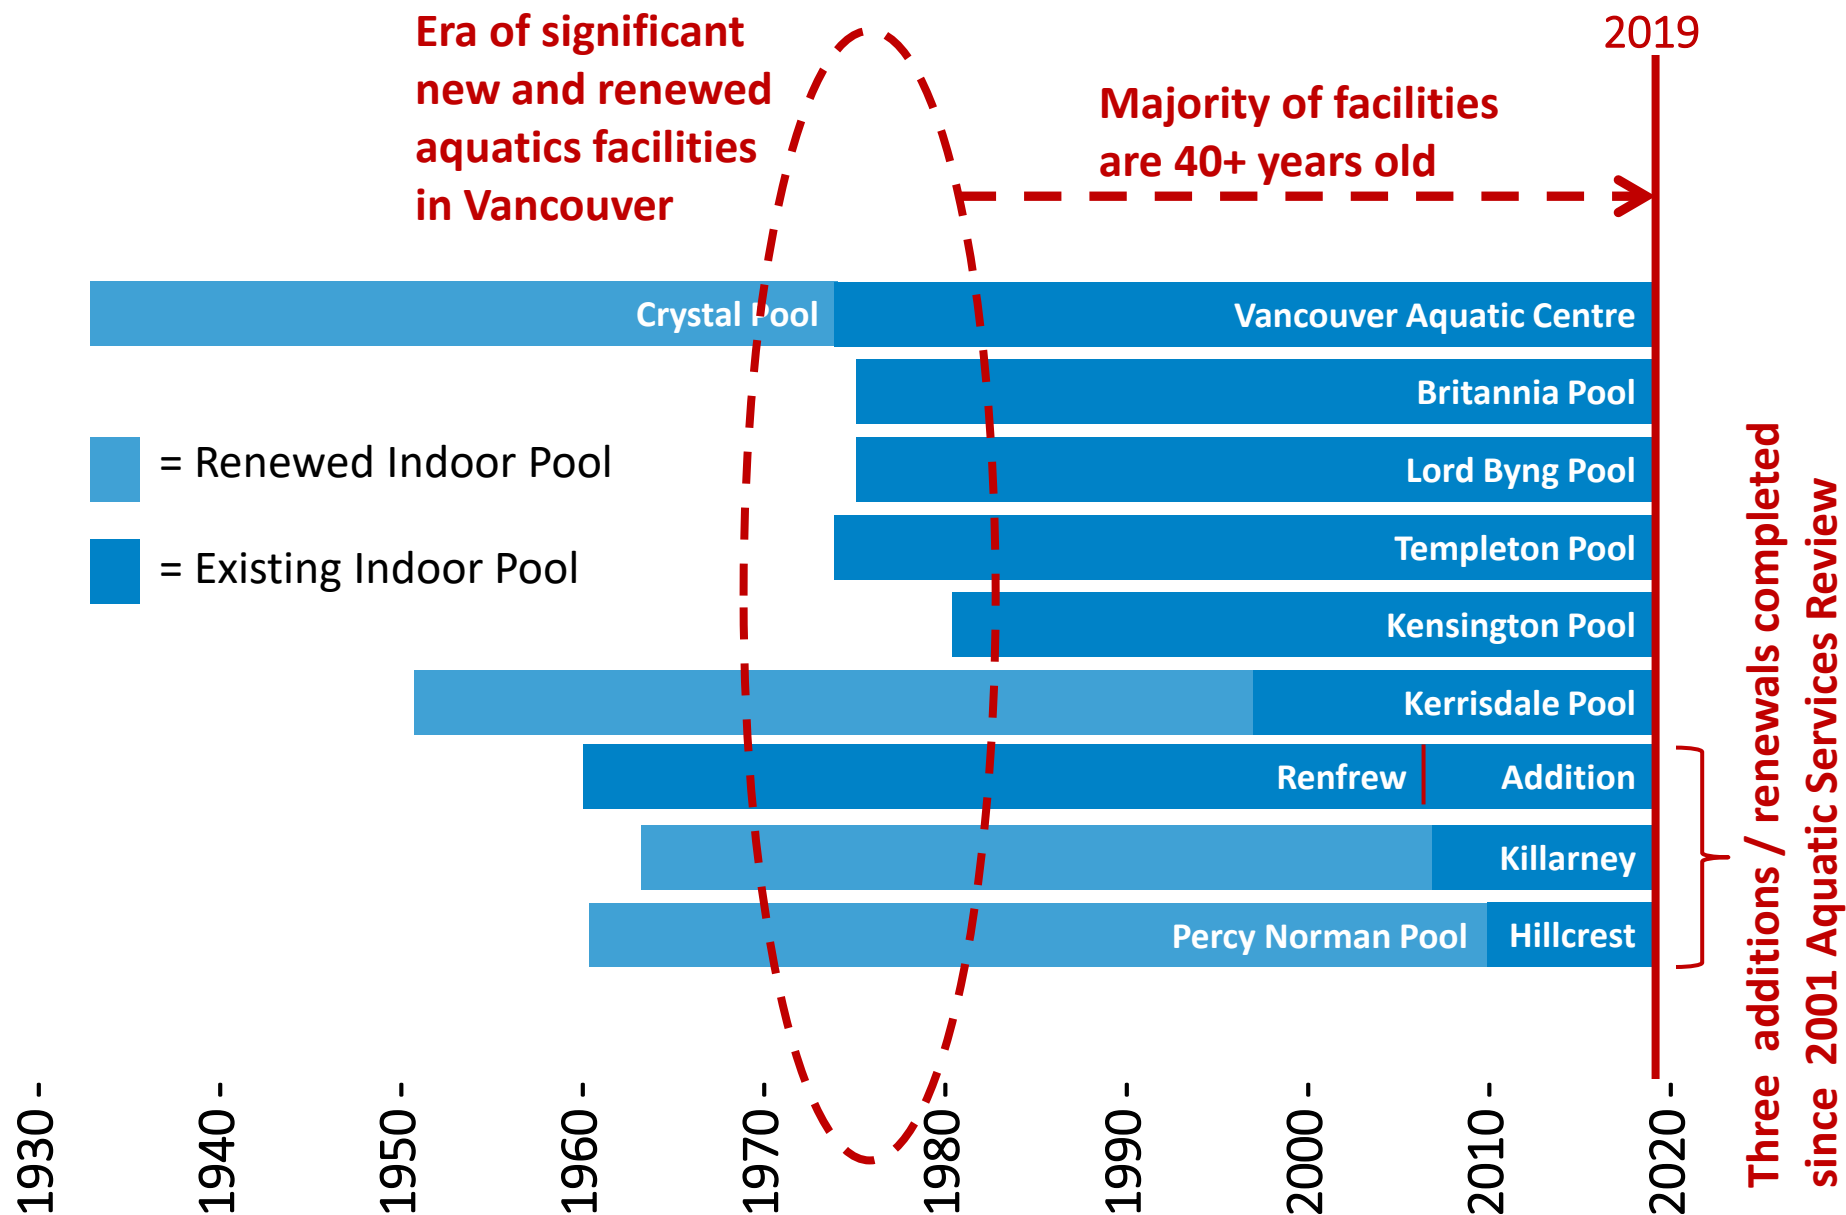 Era of significant
new and renewed
aquatics facilities
in Vancouver
2019
Majority of facilities
are 40+ years old
Crystal Pool
Vancouver Aquatic Centre
Britannia Pool
Lord Byng Pool
Templeton Pool
Kensington Pool
Kerrisdale Pool
Renfrew
Addition
Killarney
Percy Norman Pool
Hillcrest
= Renewed Indoor Pool
= Existing Indoor Pool
Three additions / renewals completed
since 2001 Aquatic Services Review
1930
1940
1950
1960
1970
1980
1990
2000
2010
2020